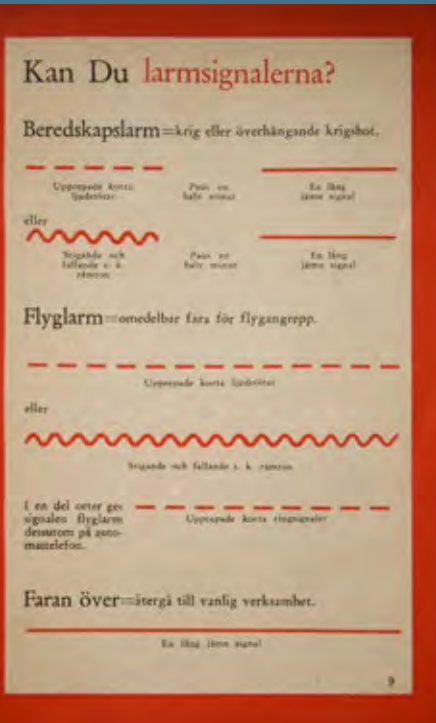 Kan Du larmsignalerna?
Beredskapslarm=krig eller överhängande krigshot.
Upprepade korta Paus en En lång
ljudstötar halv minut jämn signal
eller
Stigande och Paus en En lång
fallande s. k. halv minut jämn signal
råmton
Flyglarm=omedelbar fara för flygangrepp.
Upprepade korta ljudstötar
eller
Stigande och fallande s. k. råmton
I en del orter ges
signalen flyglarm
dessutom på auto-
mattelefon.
Upprepade korta ringsignaler
Faran över=återgå till vanlig verksamhet.
En lång jämn signal
9